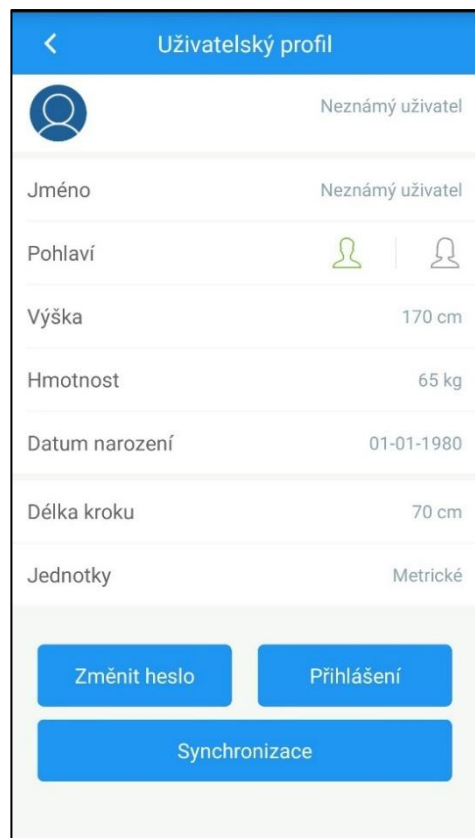 Uživatelský profil
Neznámý uživatel
Jméno Neznámý uživatel
Pohlaví
Výška 170 cm
Hmotnost 65 kg
Datum narození 01-01-1980
Délka kroku 70 cm
Jednotky Metrické
Změnit heslo Přihlášení
Synchronizace